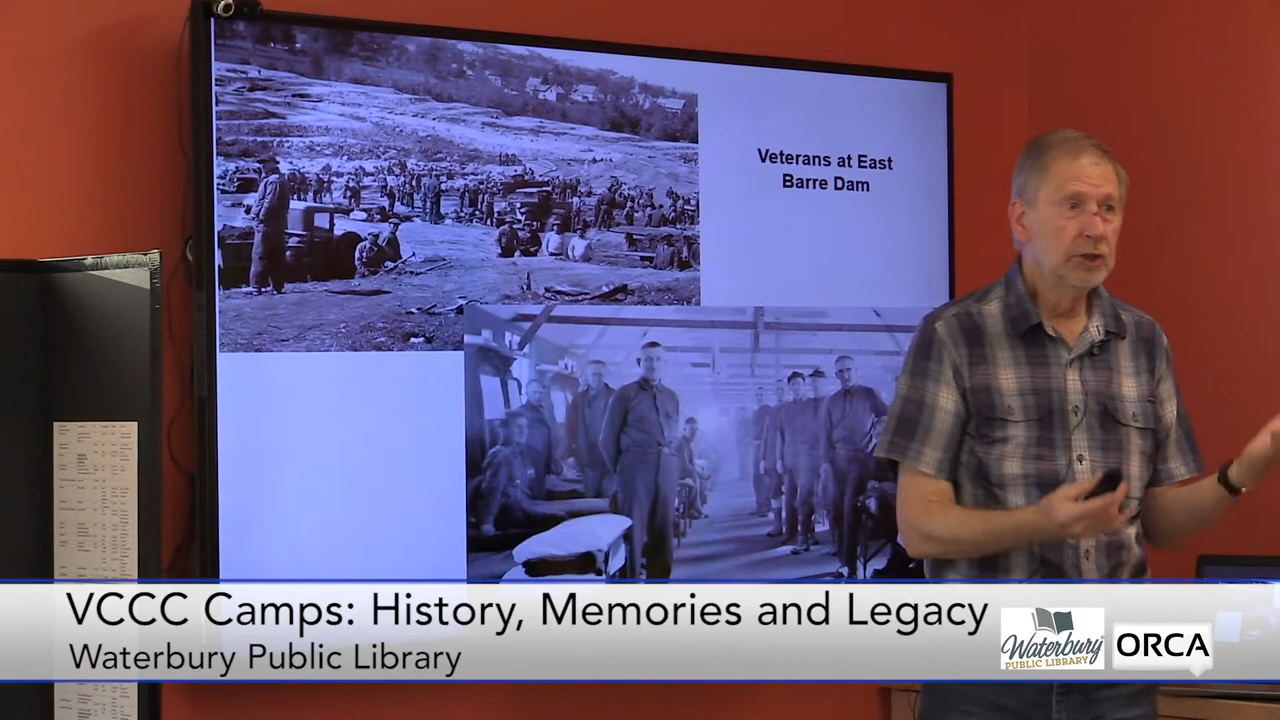 Veterans at East
Barre Dam
VCCC Camps: History, Memories and Legacy
Waterbury Public Library
Waterbury
PUBLIC LIBRARY
ORCA